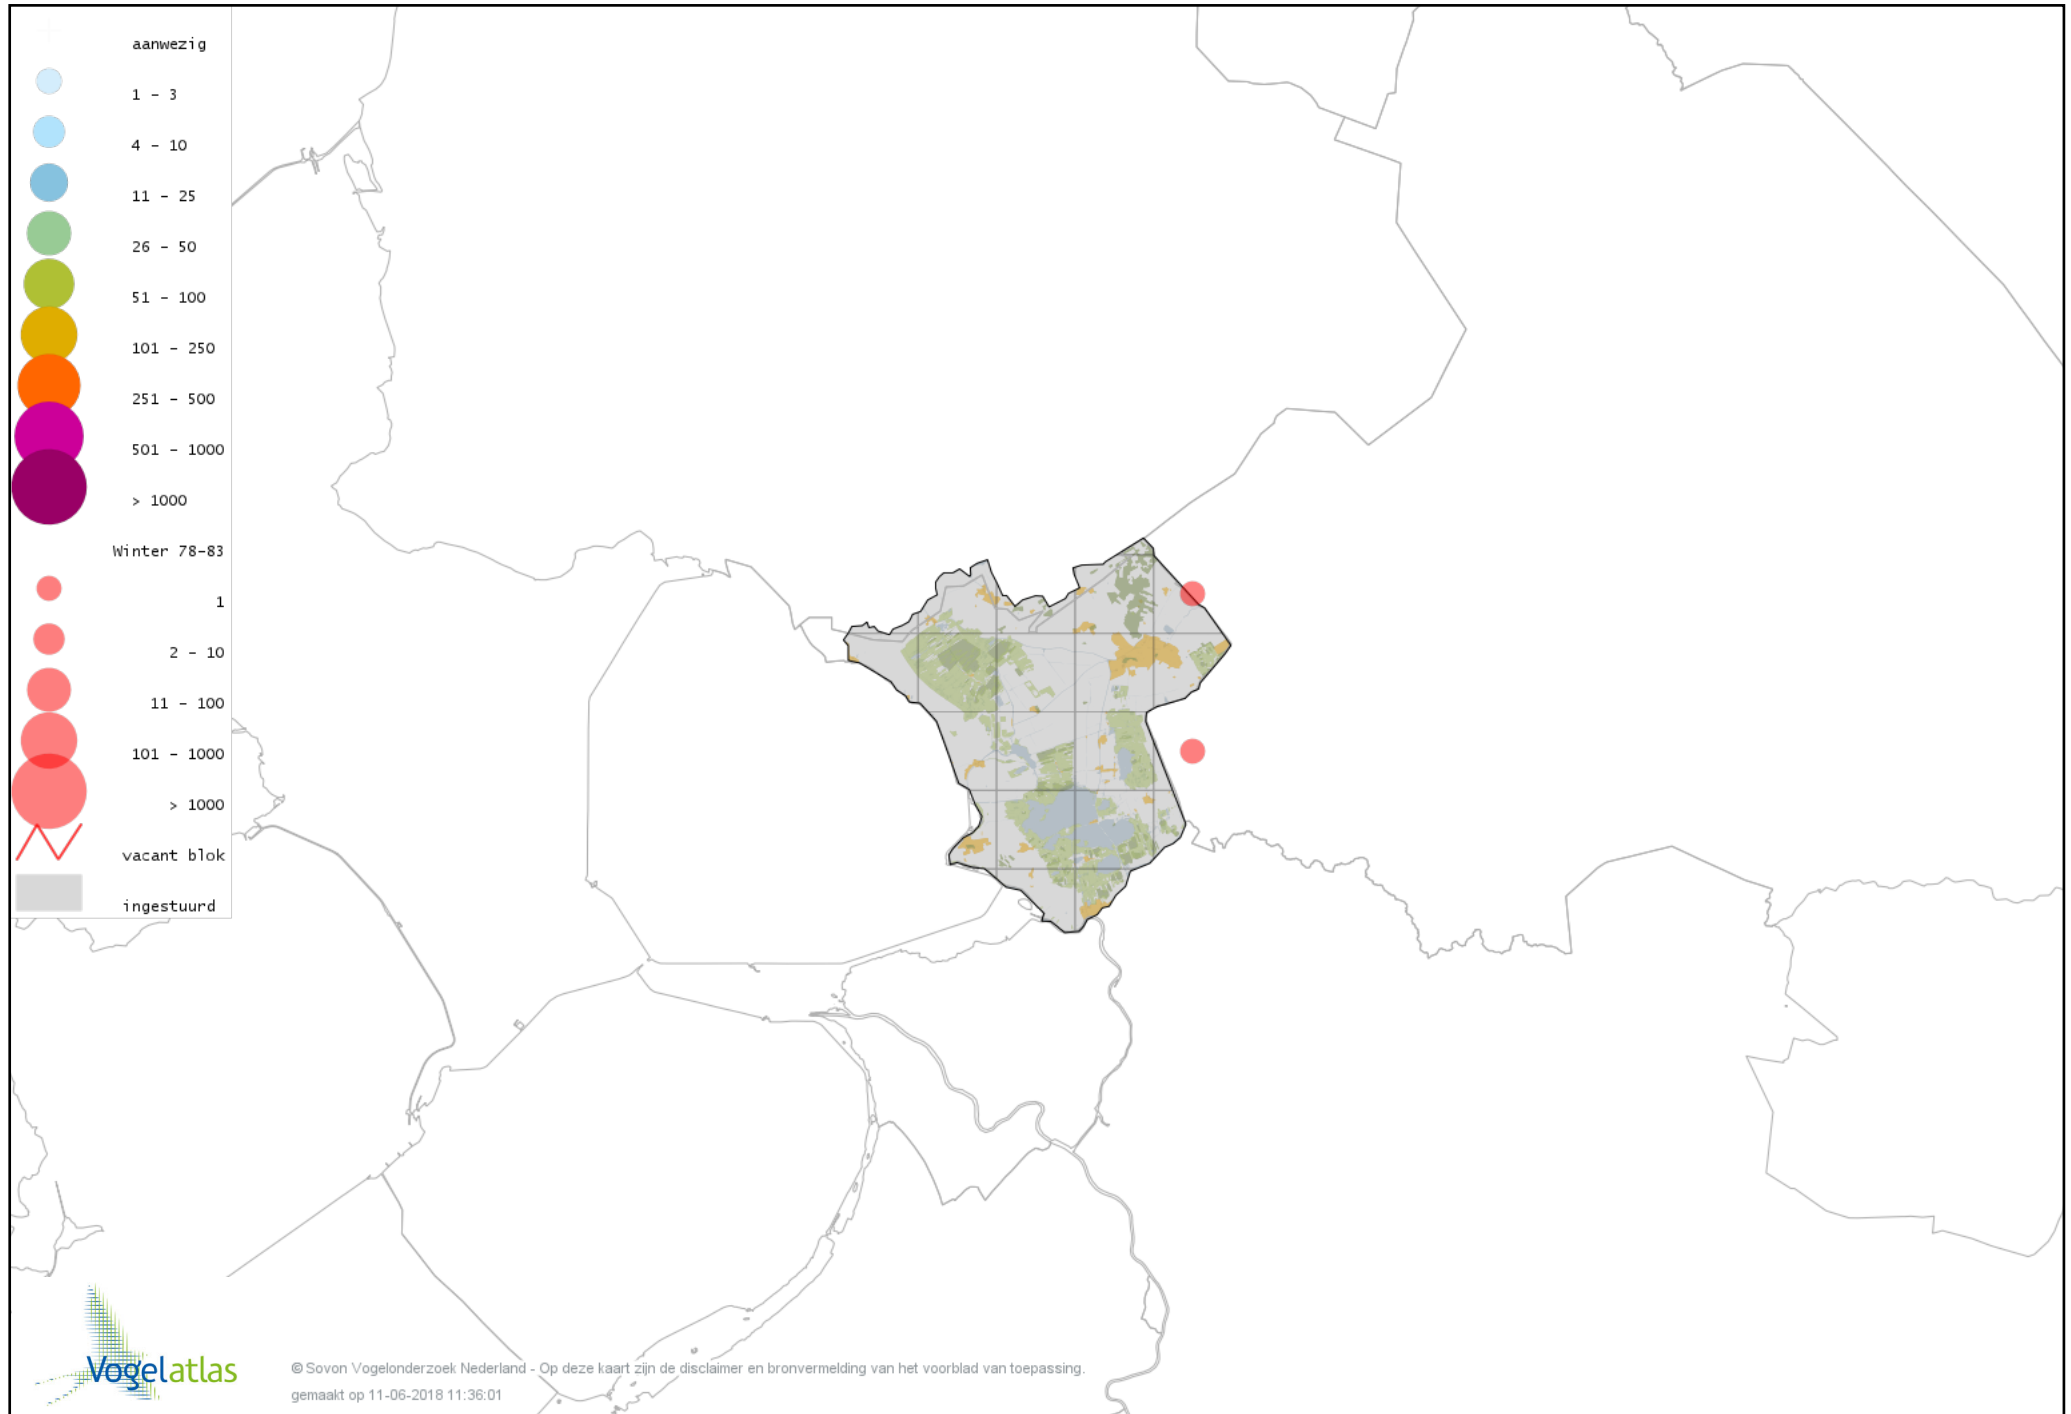 aanwezig
1 - 3
4 - 10
11 - 25
26 - 50
51 - 100
101 - 250
251 - 500
501 - 1000
> 1000
Winter 78-83
1
2 - 10
11 - 100
101 - 1000
> 1000
vacant blok
ingestuurd
Vogelatlas
© Sovon Vogelonderzoek Nederland - Op deze kaart zijn de disclaimer en bronvermelding van het voorblad van toepassing.
gemaakt op 11-06-2018 11:36:01